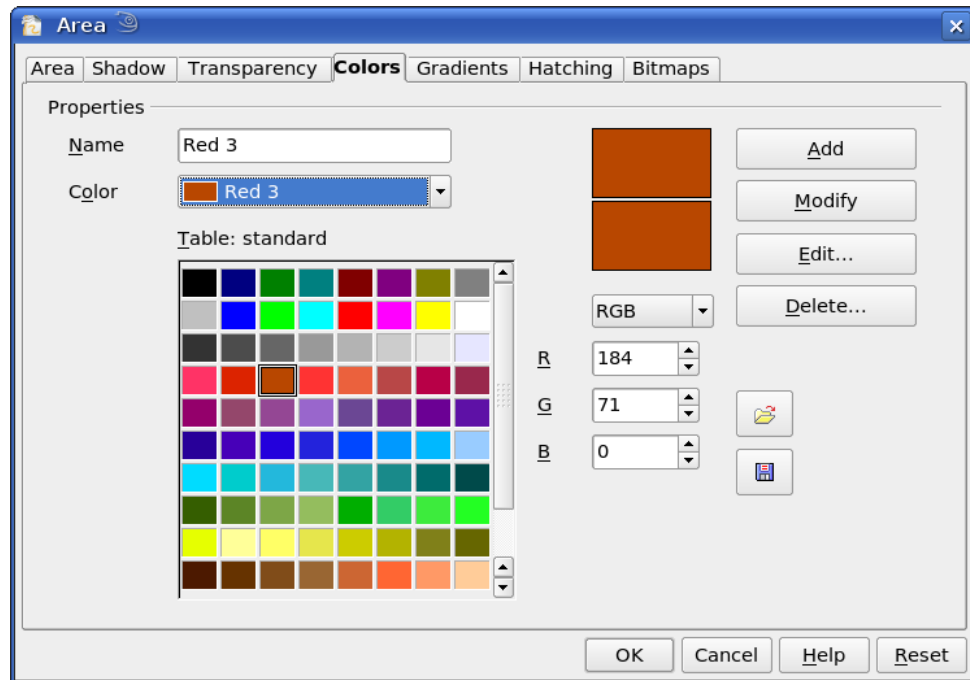 Area
Area Shadow Transparency Colors Gradients Hatching Bitmaps
Properties
Name Red 3 Add
Color Red 3 Modify
Table: standard Edit...
RGB Delete...
R 184
G 71
B 0
OK Cancel Help Reset